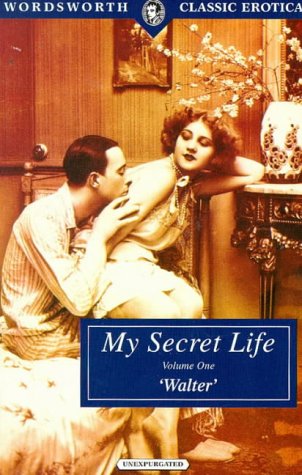 WORDSWORTH CLASSIC EROTICA
My Secret Life
Volume One
‘Walter’
UNEXPURGATED